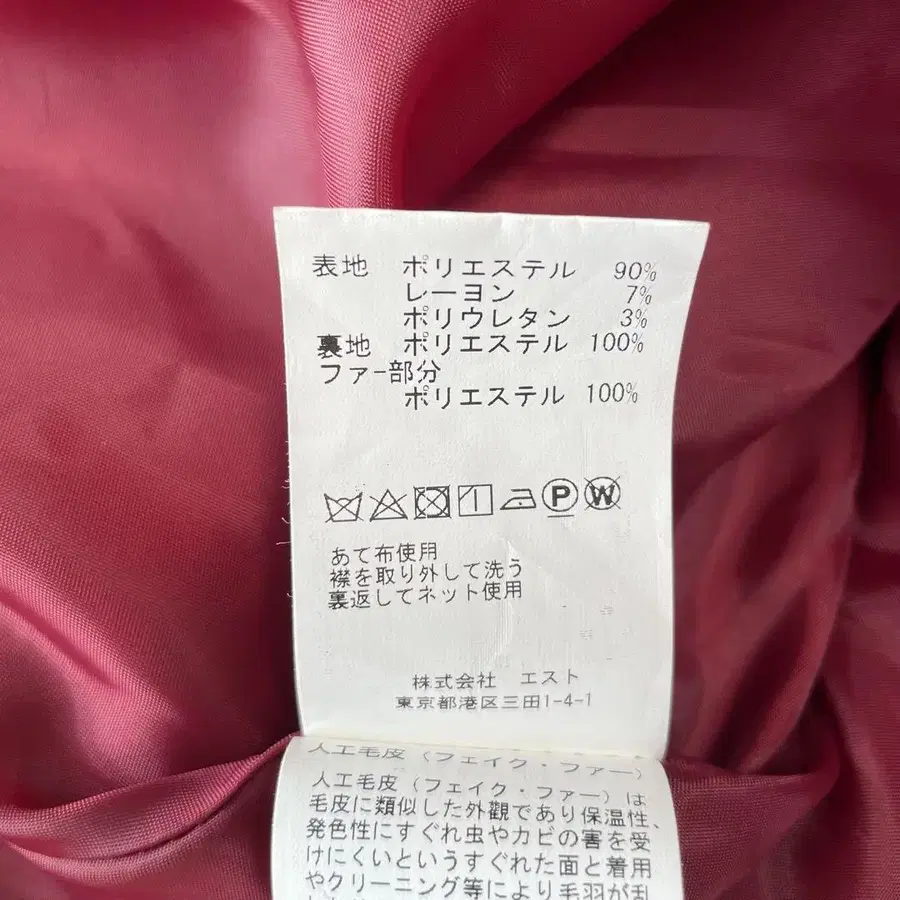 表地 ポリエステル 90%
レーヨン 7%
ポリウレタン 3%
裏地 ポリエステル 100%
ファー部分
ポリエステル 100%
P W
あて布使用
襟を取り外して洗う
裏返してネット使用
株式会社 エスト
東京都港区三田1-4-1
人工毛皮(フェイク・ファー)
人工毛皮(フェイク・ファー)は
毛皮に類似した外觀であり保温性、
発色性にすぐれ虫やカビの害を受
けにくいというすぐれた面と着用
やクリーニング等により毛羽が乱